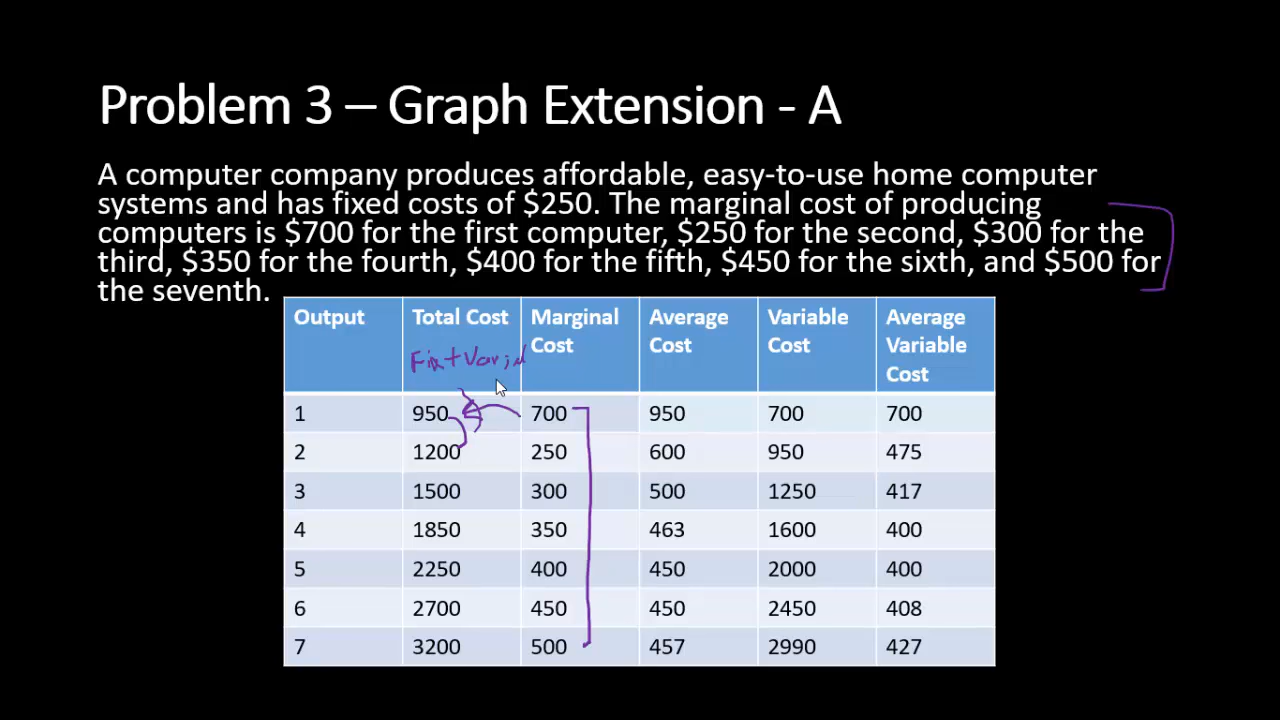 Problem 3 – Graph Extension - A
A computer company produces affordable, easy-to-use home computer
systems and has fixed costs of $250. The marginal cost of producing
computers is $700 for the first computer, $250 for the second, $300 for the
third, $350 for the fourth, $400 for the fifth, $450 for the sixth, and $500 for
the seventh.
Output Total Cost Marginal Cost Average Cost Variable Cost Average Variable Cost
Fix+
1 950 700 950 700 700
2 1200 250 600 950 475
3 1500 300 500 1250 417
4 1850 350 463 1600 400
5 2250 400 450 2000 400
6 2700 450 450 2450 408
7 3200 500 457 2990 427